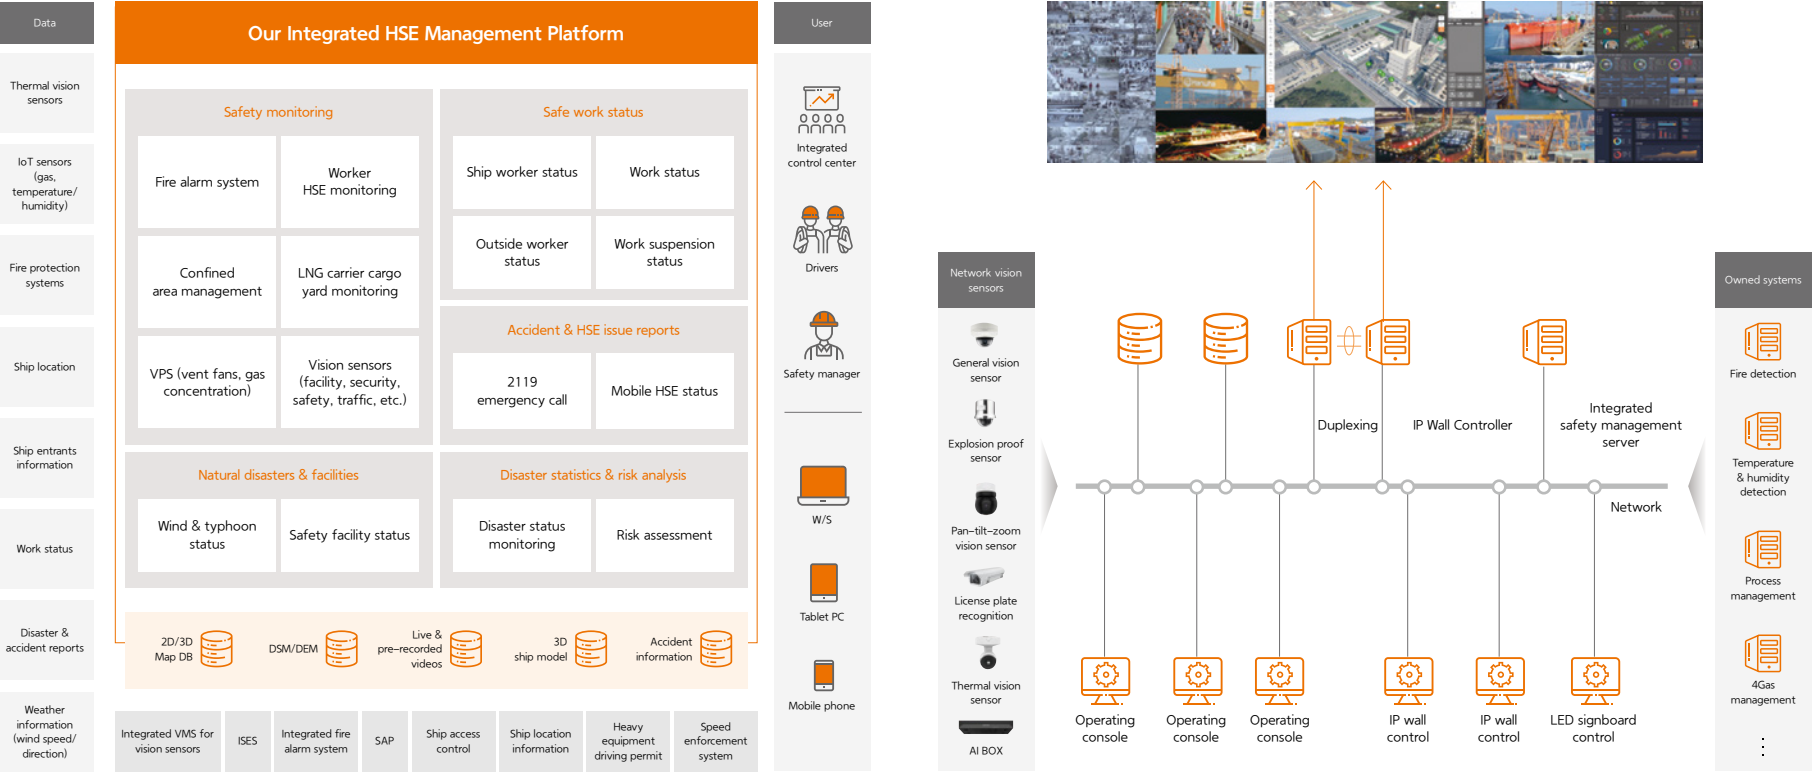 Data
Thermal vision
sensors
IoT sensors
(gas,
temperature/
humidity)
Fire protection
systems
Ship location
Ship entrants
information
Work status
Disaster &
accident reports
Weather
information
(wind speed/
direction)
Our Integrated HSE Management Platform
Safety monitoring
Fire alarm system
Worker
HSE monitoring
Confined
area management
LNG carrier cargo
yard monitoring
VPS (vent fans, gas
concentration)
Vision sensors
(facility, security,
safety, traffic, etc.)
Safe work status
Ship worker status
Work status
Outside worker
status
Work suspension
status
Accident & HSE issue reports
2119
emergency call
Mobile HSE status
Natural disasters & facilities
Wind & typhoon
status
Safety facility status
Disaster statistics & risk analysis
Disaster status
monitoring
Risk assessment
2D/3D
Map DB
DSM/DEM
Live &
pre-recorded
videos
3D
ship model
Accident
information
Integrated VMS for
vision sensors
ISES
Integrated fire
alarm system
SAP
Ship access
control
Ship location
information
Heavy
equipment
driving permit
Speed
enforcement
system
User
Integrated
control center
Drivers
Safety manager
W/S
Tablet PC
Mobile phone
Network vision
sensors
General vision
sensor
Explosion proof
sensor
Pan-tilt-zoom
vision sensor
License plate
recognition
Thermal vision
sensor
AI BOX
Duplexing
IP Wall Controller
Integrated
safety management
server
Network
Operating
console
Operating
console
Operating
console
IP wall
control
IP wall
control
LED signboard
control
Owned systems
Fire detection
Temperature
& humidity
detection
Process
management
4Gas
management
⋮